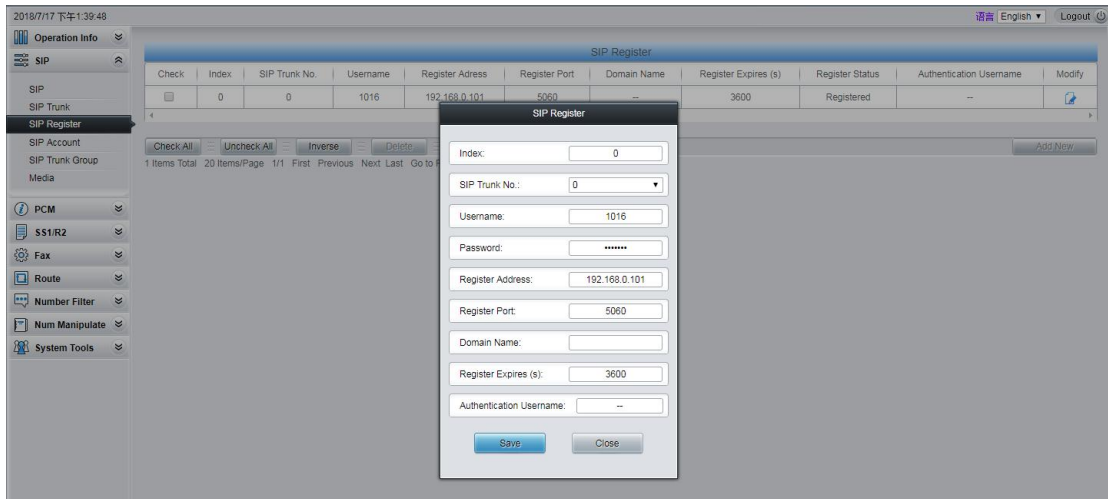 2018/7/17 下午1:39:48
语言 English ▼ Logout
Operation Info
SIP
SIP
SIP Trunk
SIP Register
SIP Account
SIP Trunk Group
Media
PCM
SS1/R2
Fax
Route
Number Filter
Num Manipulate
System Tools
SIP Register
Check Index SIP Trunk No. Username Register Adress Register Port Domain Name Register Expires (s) Register Status Authentication Username Modify
0 0 1016 192.168.0.101 5060 -- 3600 Registered --
Check All Uncheck All Inverse Delete Add New
1 Items Total 20 Items/Page 1/1 First Previous Next Last Go to
SIP Register
Index: 0
SIP Trunk No.: 0 ▼
Username: 1016
Password: •••••••
Register Address: 192.168.0.101
Register Port: 5060
Domain Name:
Register Expires (s): 3600
Authentication Username: --
Save Close